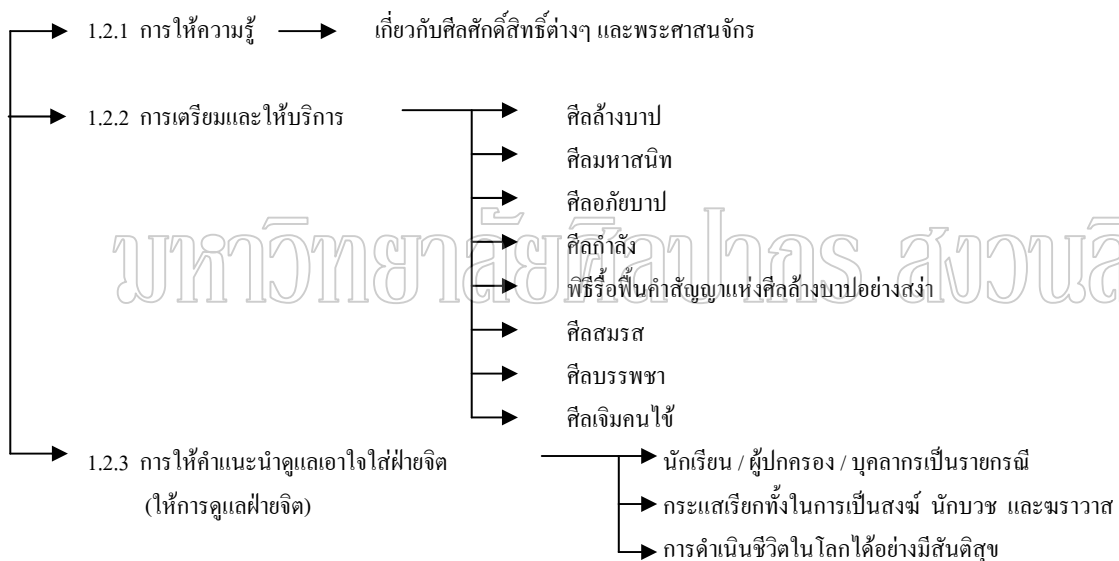 1.2.1 การให้ความรู้ เกี่ยวกับศีลศักดิ์สิทธิ์ต่างๆ และพระศาสนจักร
1.2.2 การเตรียมและให้บริการ ศีลล้างบาป
ศีลมหาสนิท
ศีลอภัยบาป
ศีลกำลัง
พิธีรื้อฟื้นคำสัญญาแห่งศีลล้างบาปอย่างสง่า
ศีลสมรส
ศีลบรรพชา
ศีลเจิมคนไข้
1.2.3 การให้คำแนะนำดูแลเอาใจใส่ฝ่ายจิต นักเรียน / ผู้ปกครอง / บุคลากรเป็นรายกรณี
(ให้การดูแลฝ่ายจิต) กระแสเรียกทั้งในการเป็นสงฆ์ นักบวช และฆราวาส
การดำเนินชีวิตในโลกได้อย่างมีสันติสุข
มหาวิทยาลัยศิลปากร สงวนลิ